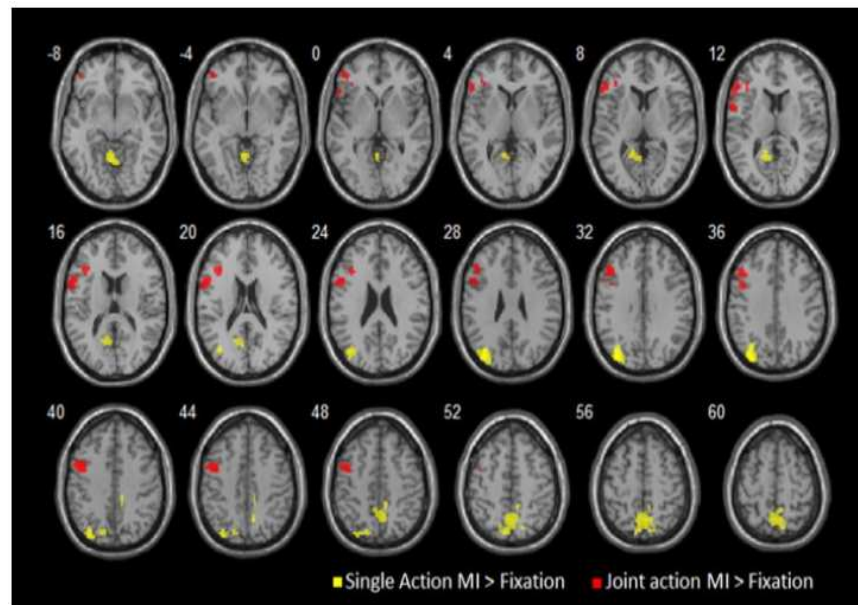 -8 -4 0 4 8 12
16 20 24 28 32 36
40 44 48 52 56 60
Single Action MI > Fixation Joint action MI > Fixation